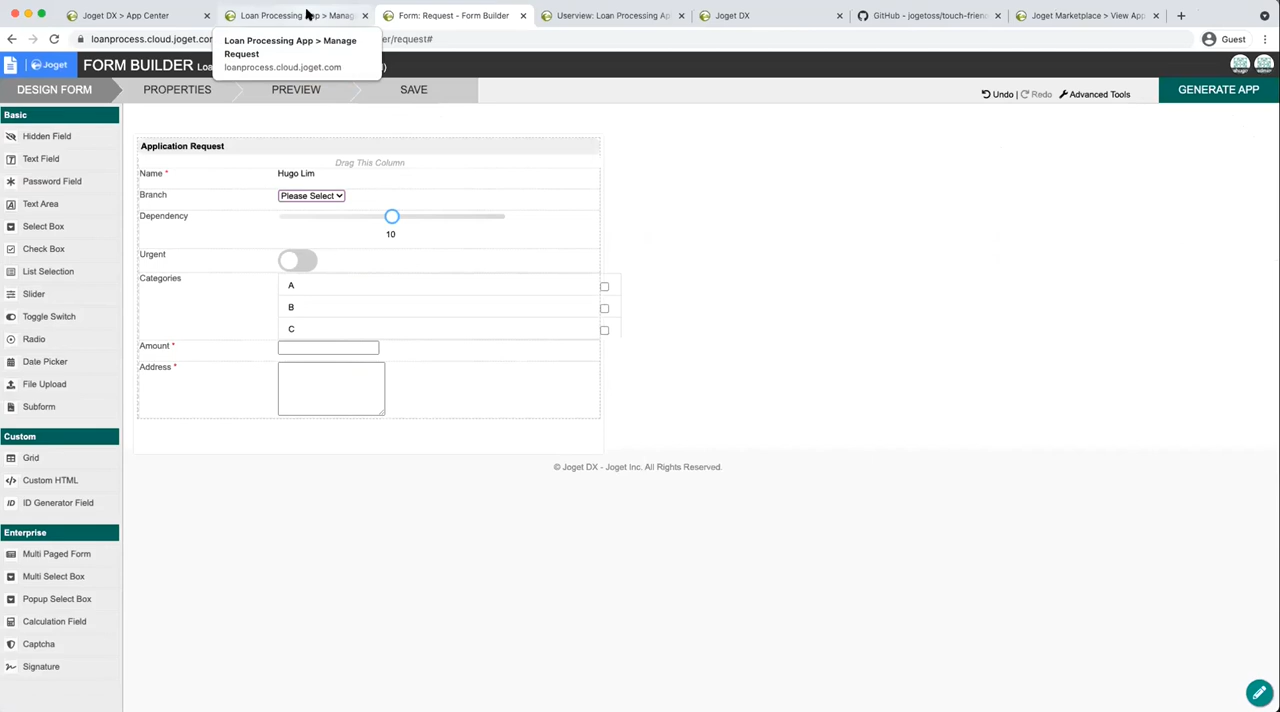 Joget DX > App Center
Loan Processing App > Manag
Form: Request - Form Builder
Userview: Loan Processing Ap
Joget DX
GitHub - jogetoss/touch-frien
Joget Marketplace > View App
loanprocess.cloud.joget.com
er/request#
Guest
Loan Processing App > Manage
Request
loanprocess.cloud.joget.com
Joget
FORM BUILDER
DESIGN FORM
PROPERTIES
PREVIEW
SAVE
Undo | Redo
Advanced Tools
GENERATE APP
Basic
Hidden Field
Text Field
Password Field
Text Area
Select Box
Check Box
List Selection
Slider
Toggle Switch
Radio
Date Picker
File Upload
Subform
Custom
Grid
Custom HTML
ID Generator Field
Enterprise
Multi Paged Form
Multi Select Box
Popup Select Box
Calculation Field
Captcha
Signature
Application Request
Drag This Column
Name * Hugo Lim
Branch Please Select
Dependency
10
Urgent
Categories
A
B
C
Amount *
Address *
© Joget DX - Joget Inc. All Rights Reserved.